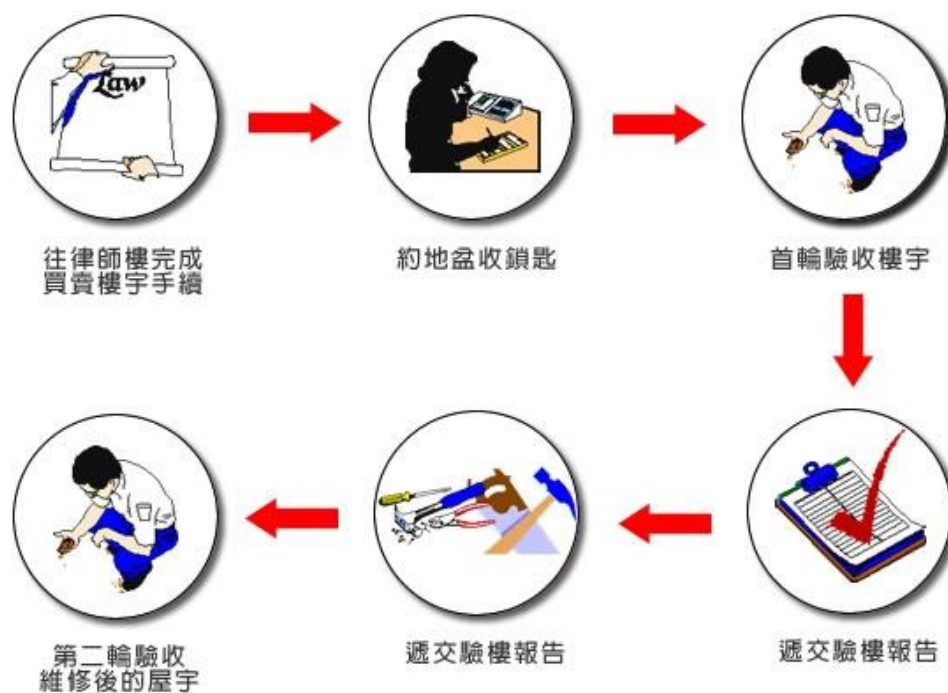 Law
往律師樓完成
買賣樓宇手續
約地盆收鎖匙
首輪驗收樓宇
遞交驗樓報告
遞交驗樓報告
第二輪驗收
維修後的屋宇